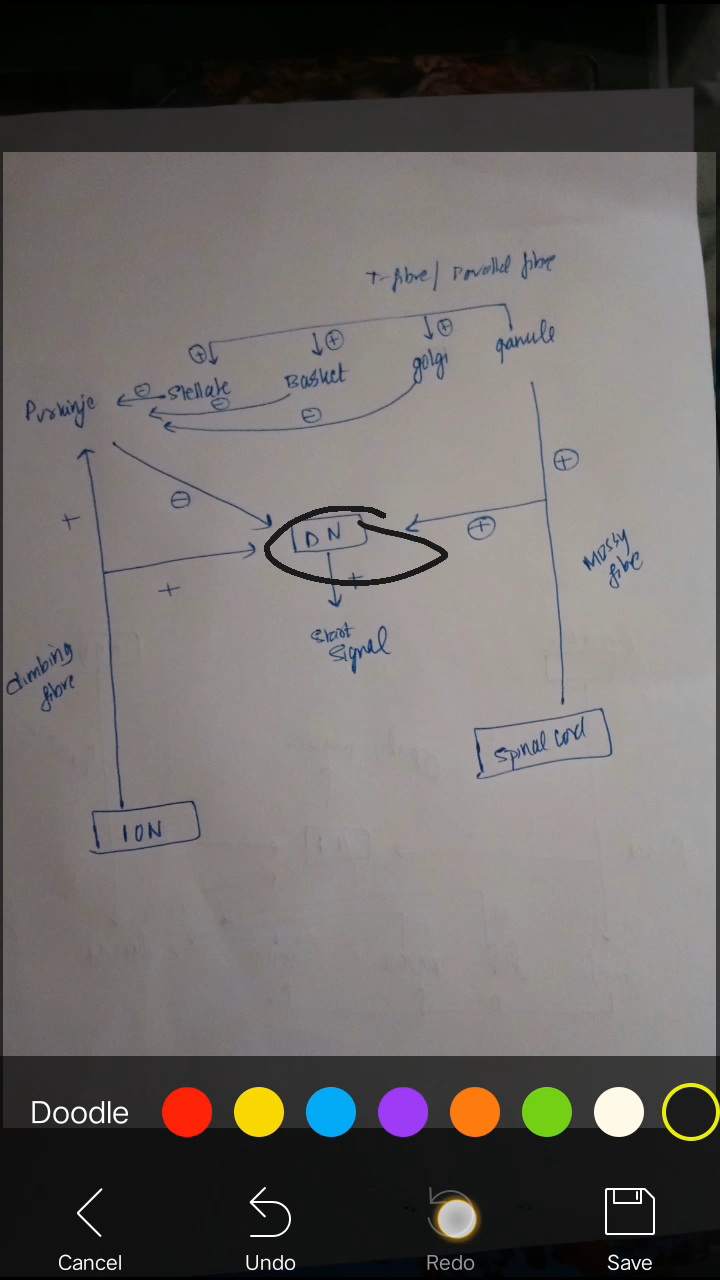 T-fibre / Parallel fibre
⊕ ⊕ ⊕
Purkinje ⊖ Stellate Basket golgi granule
⊖ ⊖
+ ⊖ ⊕
DN ⊕
+ +
Mossy
fibre
Start
Signal
Climbing
fibre
Spinal cord
ION
Doodle
Cancel Undo Redo Save